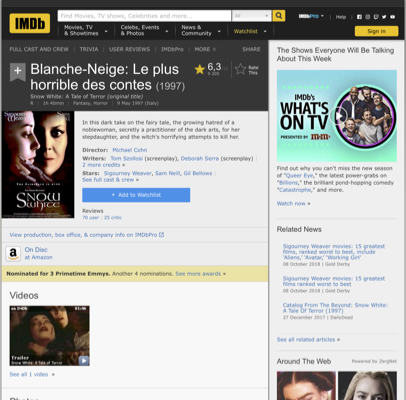 IMDb
Find Movies, TV shows, Celebrities and more...
All
IMDbPro
Help
Movies, TV
& Showtimes
Celebs, Events
& Photos
News &
Community
Watchlist
Sign in
FULL CAST AND CREW | TRIVIA | USER REVIEWS | IMDbPro | MORE
SHARE
Blanche-Neige: Le plus
horrible des contes (1997)
Snow White: A Tale of Terror (original title)
R | 1h 40min | Fantasy, Horror | 9 May 1997 (Italy)
6,3
Rate
This
Sigourney Weaver
Sam Neill
SNOW
WHITE
In this dark take on the fairy tale, the growing hatred of a
noblewoman, secretly a practitioner of the dark arts, for her
stepdaughter, and the witch's horrifying attempts to kill her.
Director: Michael Cohn
Writers: Tom Szollosi (screenplay), Deborah Serra (screenplay) |
2 more credits »
Stars: Sigourney Weaver, Sam Neill, Gil Bellows |
See full cast & crew »
+ Add to Watchlist
Reviews
70 user | 25 critic
View production, box office, & company info on IMDbPro
a
On Disc
at Amazon
Nominated for 3 Primetime Emmys. Another 4 nominations. See more awards »
Videos
on IMDb
01:46
Trailer
Snow White: A Tale of Terror
See all 1 video »
The Shows Everyone Will Be Talking
About This Week
IMDb's
WHAT'S
ON TV
PRESENTED BY M&M'S
Find out why you can't miss the new season
of "Queer Eye," the latest power-grabs on
"Billions," the brilliant pond-hopping comedy
"Catastrophe," and more.
Watch now »
Related News
Sigourney Weaver movies: 15 greatest
films, ranked worst to best, include
'Aliens,' 'Avatar,' 'Working Girl'
08 October 2018 | Gold Derby
Sigourney Weaver movies: 15 greatest
films ranked worst to best
08 October 2018 | Gold Derby
Catalog From The Beyond: Snow White:
A Tale Of Terror (1997)
27 December 2017 | DailyDead
See all related articles »
Around The Web
Powered by ZergNet